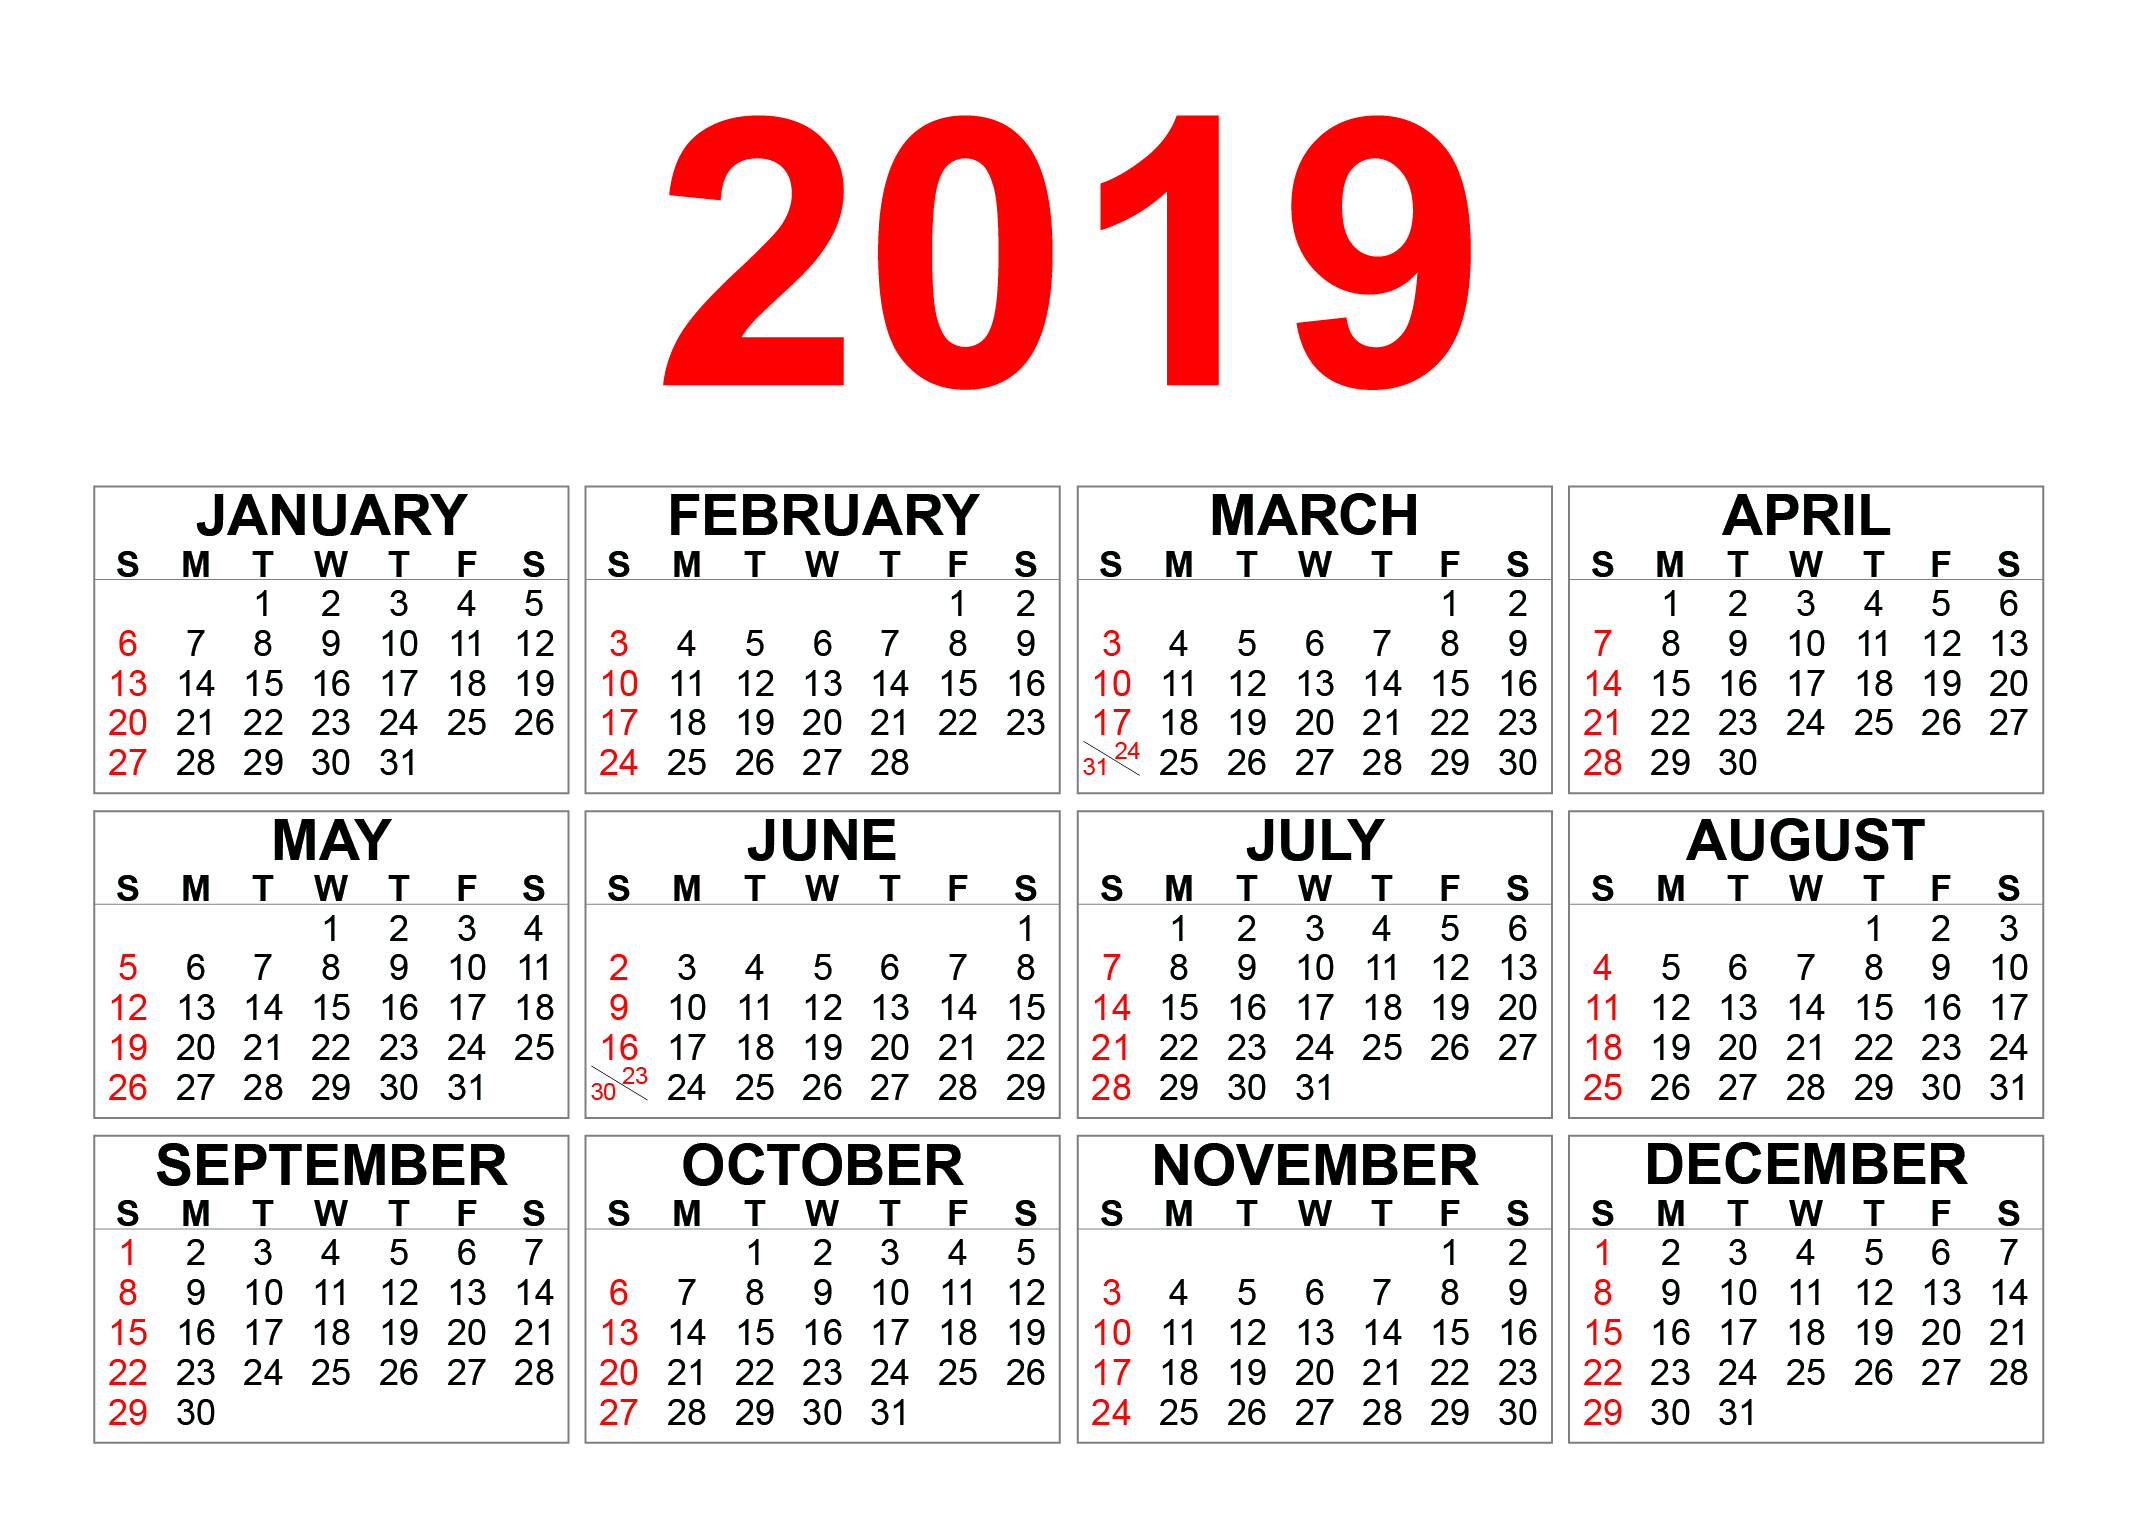 2019
JANUARY
S M T W T F S
1 2 3 4 5
6 7 8 9 10 11 12
13 14 15 16 17 18 19
20 21 22 23 24 25 26
27 28 29 30 31
FEBRUARY
S M T W T F S
1 2
3 4 5 6 7 8 9
10 11 12 13 14 15 16
17 18 19 20 21 22 23
24 25 26 27 28
MARCH
S M T W T F S
1 2
3 4 5 6 7 8 9
10 11 12 13 14 15 16
17 18 19 20 21 22 23
31 24 25 26 27 28 29 30
APRIL
S M T W T F S
1 2 3 4 5 6
7 8 9 10 11 12 13
14 15 16 17 18 19 20
21 22 23 24 25 26 27
28 29 30
MAY
S M T W T F S
1 2 3 4
5 6 7 8 9 10 11
12 13 14 15 16 17 18
19 20 21 22 23 24 25
26 27 28 29 30 31
JUNE
S M T W T F S
1
2 3 4 5 6 7 8
9 10 11 12 13 14 15
16 17 18 19 20 21 22
30 23 24 25 26 27 28 29
JULY
S M T W T F S
1 2 3 4 5 6
7 8 9 10 11 12 13
14 15 16 17 18 19 20
21 22 23 24 25 26 27
28 29 30 31
AUGUST
S M T W T F S
1 2 3
4 5 6 7 8 9 10
11 12 13 14 15 16 17
18 19 20 21 22 23 24
25 26 27 28 29 30 31
SEPTEMBER
S M T W T F S
1 2 3 4 5 6 7
8 9 10 11 12 13 14
15 16 17 18 19 20 21
22 23 24 25 26 27 28
29 30
OCTOBER
S M T W T F S
1 2 3 4 5
6 7 8 9 10 11 12
13 14 15 16 17 18 19
20 21 22 23 24 25 26
27 28 29 30 31
NOVEMBER
S M T W T F S
1 2
3 4 5 6 7 8 9
10 11 12 13 14 15 16
17 18 19 20 21 22 23
24 25 26 27 28 29 30
DECEMBER
S M T W T F S
1 2 3 4 5 6 7
8 9 10 11 12 13 14
15 16 17 18 19 20 21
22 23 24 25 26 27 28
29 30 31